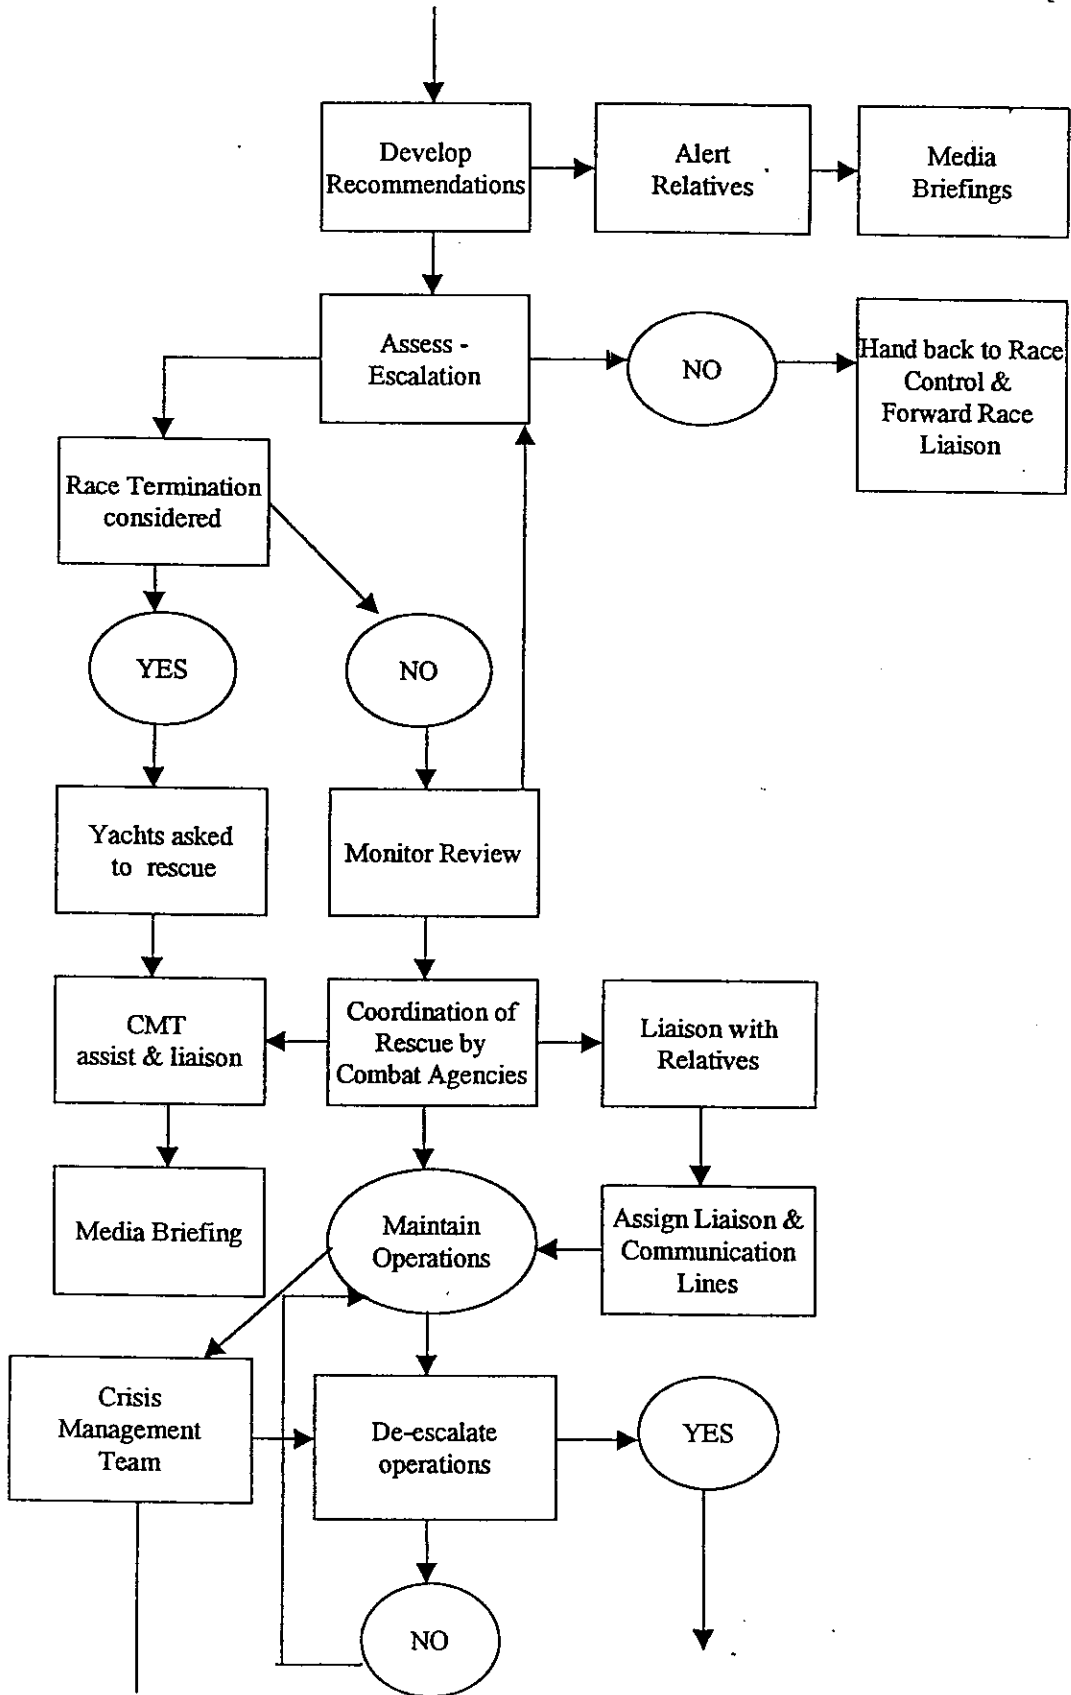 Develop
Recommendations
Alert
Relatives
Media
Briefings
Assess -
Escalation
NO
Hand back to Race
Control &
Forward Race
Liaison
Race Termination
considered
YES
NO
Yachts asked
to rescue
Monitor Review
CMT
assist & liaison
Coordination of
Rescue by
Combat Agencies
Liaison with
Relatives
Media Briefing
Maintain
Operations
Assign Liaison &
Communication
Lines
Crisis
Management
Team
De-escalate
operations
YES
NO